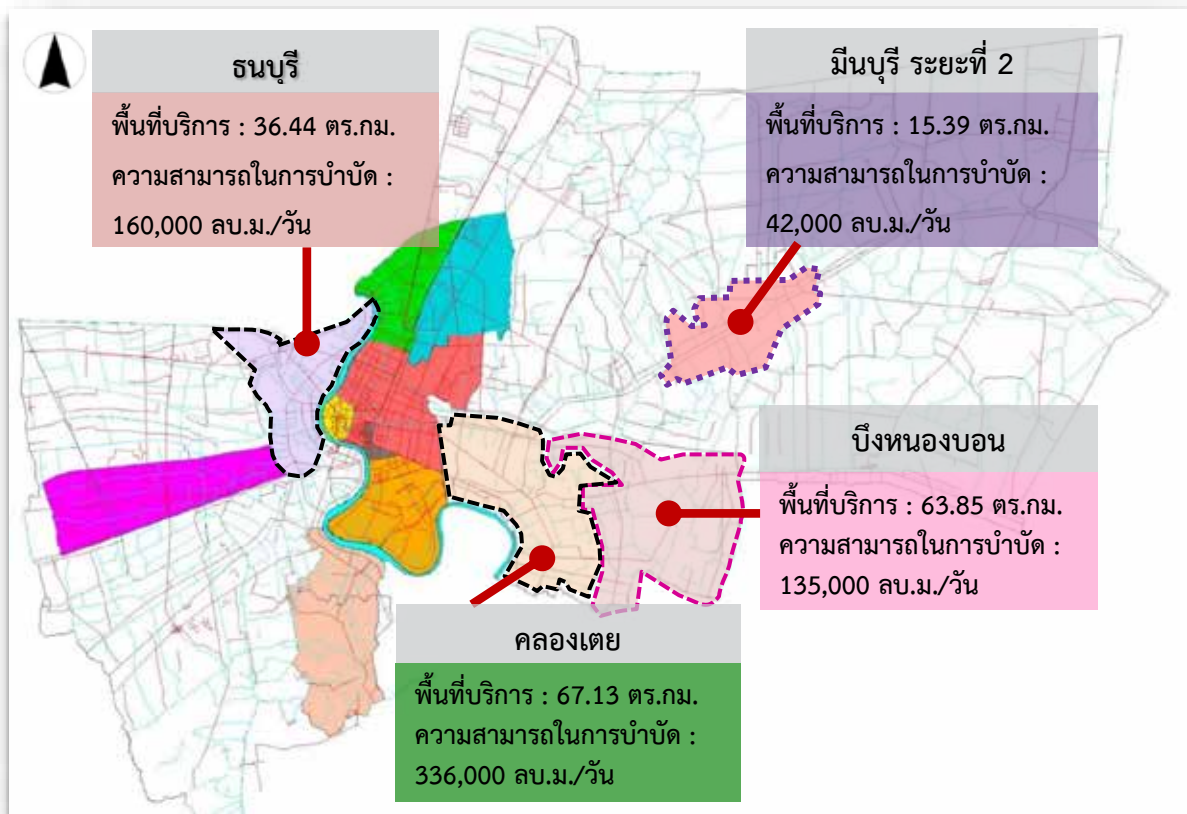 ธนบุรี
พื้นที่บริการ : 36.44 ตร.กม.
ความสามารถในการบำบัด :
160,000 ลบ.ม./วัน
มีนบุรี ระยะที่ 2
พื้นที่บริการ : 15.39 ตร.กม.
ความสามารถในการบำบัด :
42,000 ลบ.ม./วัน
บึงหนองบอน
พื้นที่บริการ : 63.85 ตร.กม.
ความสามารถในการบำบัด :
135,000 ลบ.ม./วัน
คลองเตย
พื้นที่บริการ : 67.13 ตร.กม.
ความสามารถในการบำบัด :
336,000 ลบ.ม./วัน